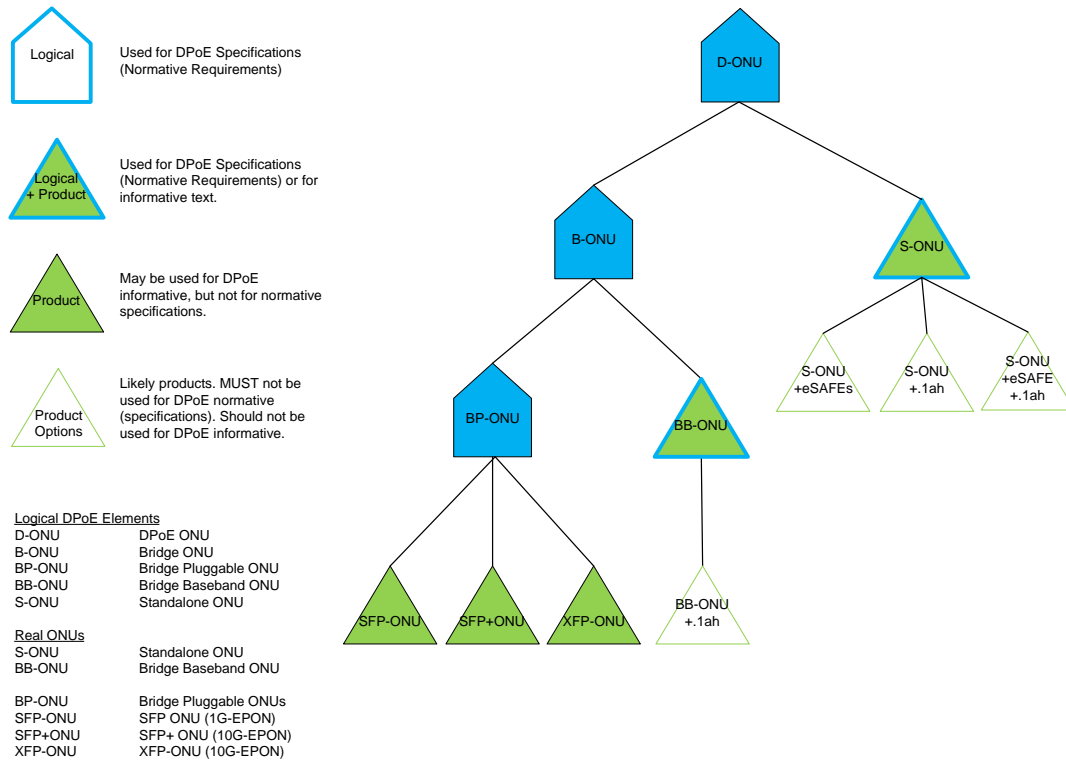 Logical
Used for DPoE Specifications
(Normative Requirements)
Logical
+ Product
Used for DPoE Specifications
(Normative Requirements) or for
informative text.
Product
May be used for DPoE
informative, but not for normative
specifications.
Product
Options
Likely products. MUST not be
used for DPoE normative
(specifications). Should not be
used for DPoE informative.
Logical DPoE Elements
D-ONU DPoE ONU
B-ONU Bridge ONU
BP-ONU Bridge Pluggable ONU
BB-ONU Bridge Baseband ONU
S-ONU Standalone ONU
Real ONUs
S-ONU Standalone ONU
BB-ONU Bridge Baseband ONU
BP-ONU Bridge Pluggable ONUs
SFP-ONU SFP ONU (1G-EPON)
SFP+ONU SFP+ ONU (10G-EPON)
XFP-ONU XFP-ONU (10G-EPON)
D-ONU
B-ONU
S-ONU
S-ONU
+eSAFEs
S-ONU
+.1ah
S-ONU
+eSAFE
+.1ah
BP-ONU
BB-ONU
SFP-ONU
SFP+ONU
XFP-ONU
BB-ONU
+.1ah